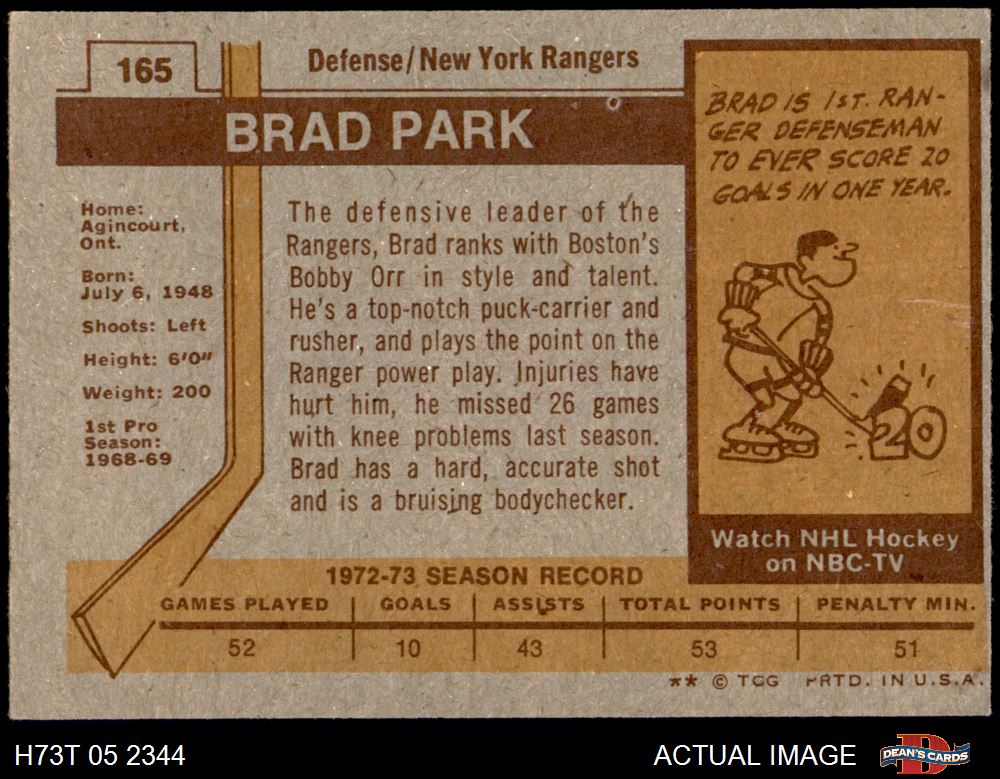 165
Defense/New York Rangers
BRAD PARK
Home:
Agincourt,
Ont.
Born:
July 6, 1948
Shoots: Left
Height: 6'0"
Weight: 200
1st Pro
Season:
1968-69
The defensive leader of the
Rangers, Brad ranks with Boston's
Bobby Orr in style and talent.
He's a top-notch puck-carrier and
rusher, and plays the point on the
Ranger power play. Injuries have
hurt him, he missed 26 games
with knee problems last season.
Brad has a hard, accurate shot
and is a bruising bodychecker.
BRAD IS 1ST. RAN-
GER DEFENSEMAN
TO EVER SCORE 20
GOALS IN ONE YEAR.
20
Watch NHL Hockey
on NBC-TV
1972-73 SEASON RECORD
GAMES PLAYED GOALS ASSISTS TOTAL POINTS PENALTY MIN.
52 10 43 53 51
** © TCG PRTD. IN U.S.A.
H73T 05 2344
ACTUAL IMAGE
D
DEAN'S CARDS